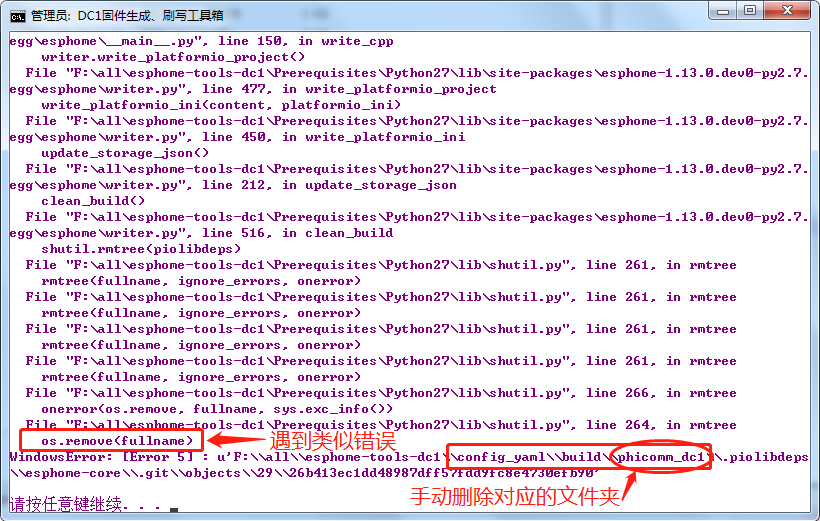 管理员: DC1固件生成、刷写工具箱
egg\esphome\__main__.py", line 150, in write_cpp
writer.write_platformio_project()
File "F:\all\esphome-tools-dc1\Prerequisites\Python27\lib\site-packages\esphome-1.13.0.dev0-py2.7.
egg\esphome\writer.py", line 477, in write_platformio_project
write_platformio_ini(content, platformio_ini)
File "F:\all\esphome-tools-dc1\Prerequisites\Python27\lib\site-packages\esphome-1.13.0.dev0-py2.7.
egg\esphome\writer.py", line 450, in write_platformio_ini
update_storage_json()
File "F:\all\esphome-tools-dc1\Prerequisites\Python27\lib\site-packages\esphome-1.13.0.dev0-py2.7.
egg\esphome\writer.py", line 212, in update_storage_json
clean_build()
File "F:\all\esphome-tools-dc1\Prerequisites\Python27\lib\site-packages\esphome-1.13.0.dev0-py2.7.
egg\esphome\writer.py", line 516, in clean_build
shutil.rmtree(piolibdeps)
File "F:\all\esphome-tools-dc1\Prerequisites\Python27\lib\shutil.py", line 261, in rmtree
rmtree(fullname, ignore_errors, onerror)
File "F:\all\esphome-tools-dc1\Prerequisites\Python27\lib\shutil.py", line 261, in rmtree
rmtree(fullname, ignore_errors, onerror)
File "F:\all\esphome-tools-dc1\Prerequisites\Python27\lib\shutil.py", line 261, in rmtree
rmtree(fullname, ignore_errors, onerror)
File "F:\all\esphome-tools-dc1\Prerequisites\Python27\lib\shutil.py", line 261, in rmtree
rmtree(fullname, ignore_errors, onerror)
File "F:\all\esphome-tools-dc1\Prerequisites\Python27\lib\shutil.py", line 266, in rmtree
onerror(os.remove, fullname, sys.exc_info())
File "F:\all\esphome-tools-dc1\Prerequisites\Python27\lib\shutil.py", line 264, in rmtree
os.remove(fullname)
遇到类似错误
WindowsError: [Error 5] : u'F:\\all\\esphome-tools-dc1\\config_yaml\\build\\phicomm_dc1\\.piolibdeps
\\esphome-core\\.git\\objects\\29\\26b413ec1dd48987dff57fdd9fc8e4730efb90'
手动删除对应的文件夹
请按任意键继续. . .